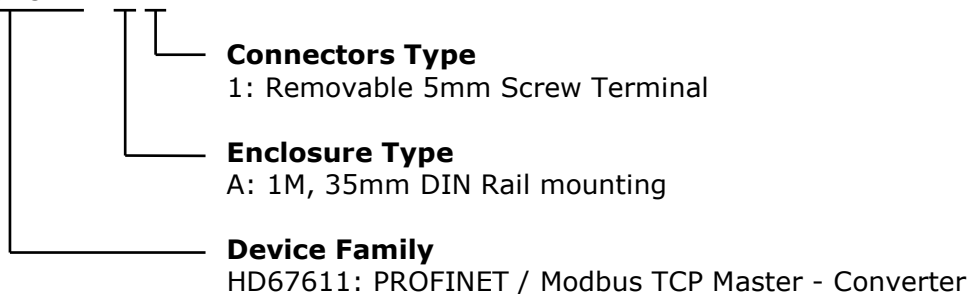 Connectors Type
1: Removable 5mm Screw Terminal
Enclosure Type
A: 1M, 35mm DIN Rail mounting
Device Family
HD67611: PROFINET / Modbus TCP Master - Converter